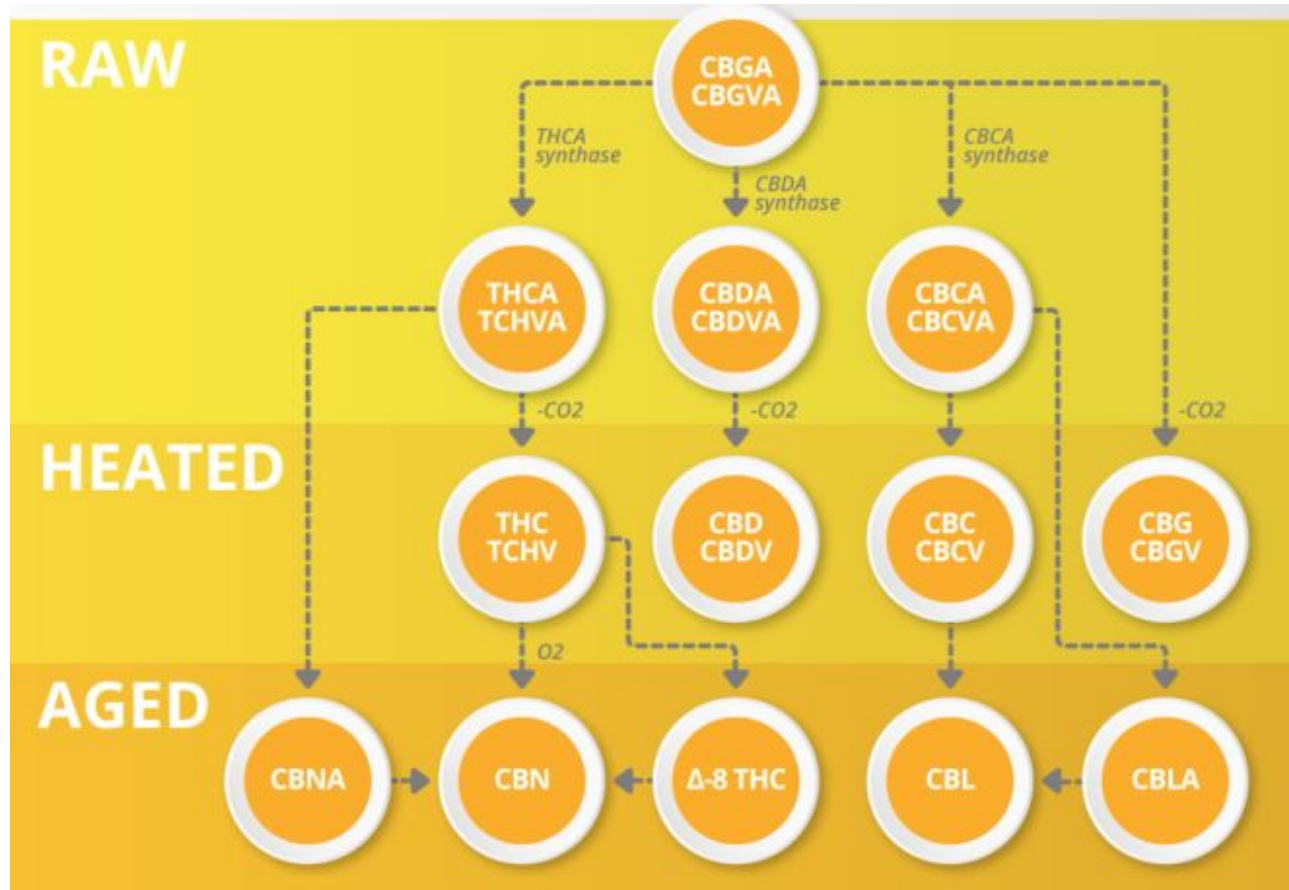 RAW
CBGA
CBGVA
THCA
synthase
CBDA
synthase
CBCA
synthase
THCA
TCHVA
CBDA
CBDVA
CBCA
CBCVA
-CO2
-CO2
-CO2
HEATED
THC
TCHV
CBD
CBDV
CBC
CBCV
CBG
CBGV
O2
AGED
CBNA
CBN
Δ-8 THC
CBL
CBLA